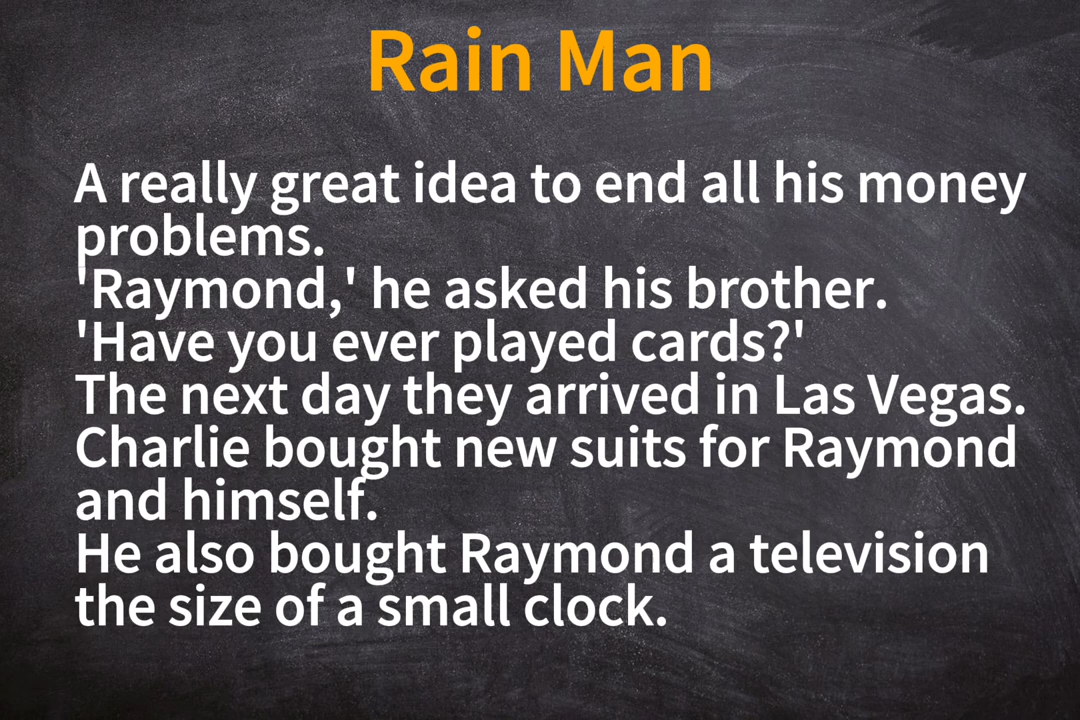 Rain Man
A really great idea to end all his money
problems.
'Raymond,' he asked his brother.
'Have you ever played cards?'
The next day they arrived in Las Vegas.
Charlie bought new suits for Raymond
and himself.
He also bought Raymond a television
the size of a small clock.